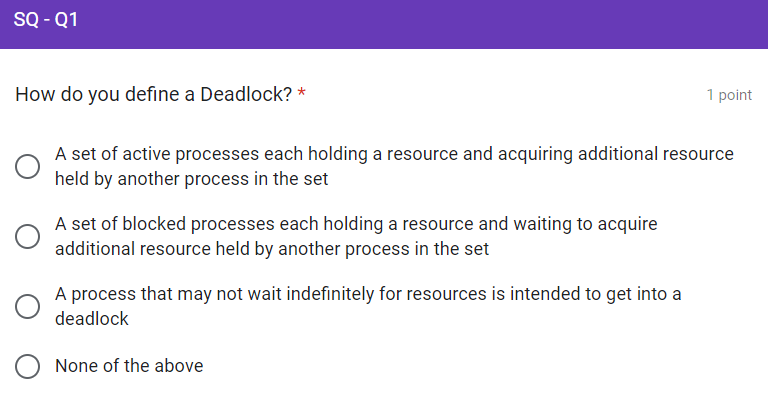 SQ - Q1
How do you define a Deadlock? *
1 point
A set of active processes each holding a resource and acquiring additional resource
held by another process in the set
A set of blocked processes each holding a resource and waiting to acquire
additional resource held by another process in the set
A process that may not wait indefinitely for resources is intended to get into a
deadlock
None of the above